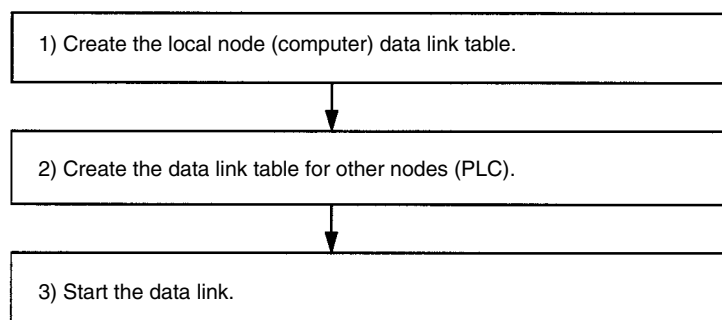 1) Create the local node (computer) data link table.
2) Create the data link table for other nodes (PLC).
3) Start the data link.